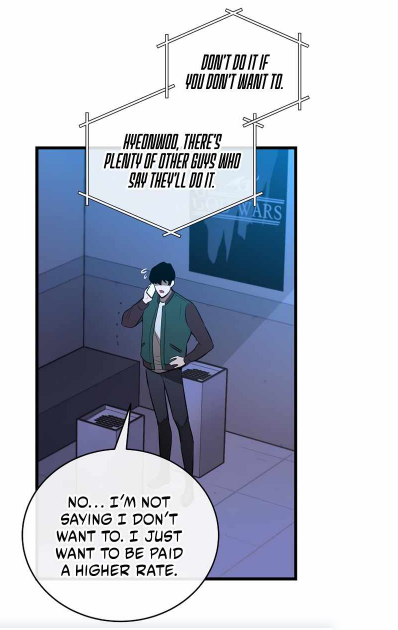 DON'T DO IT IF
YOU DON'T WANT TO.
HYEONWOO, THERE'S
PLENTY OF OTHER GUYS WHO
SAY THEY'LL DO IT.
WARS
NO... I'M NOT
SAYING I DON'T
WANT TO. I JUST
WANT TO BE PAID
A HIGHER RATE.